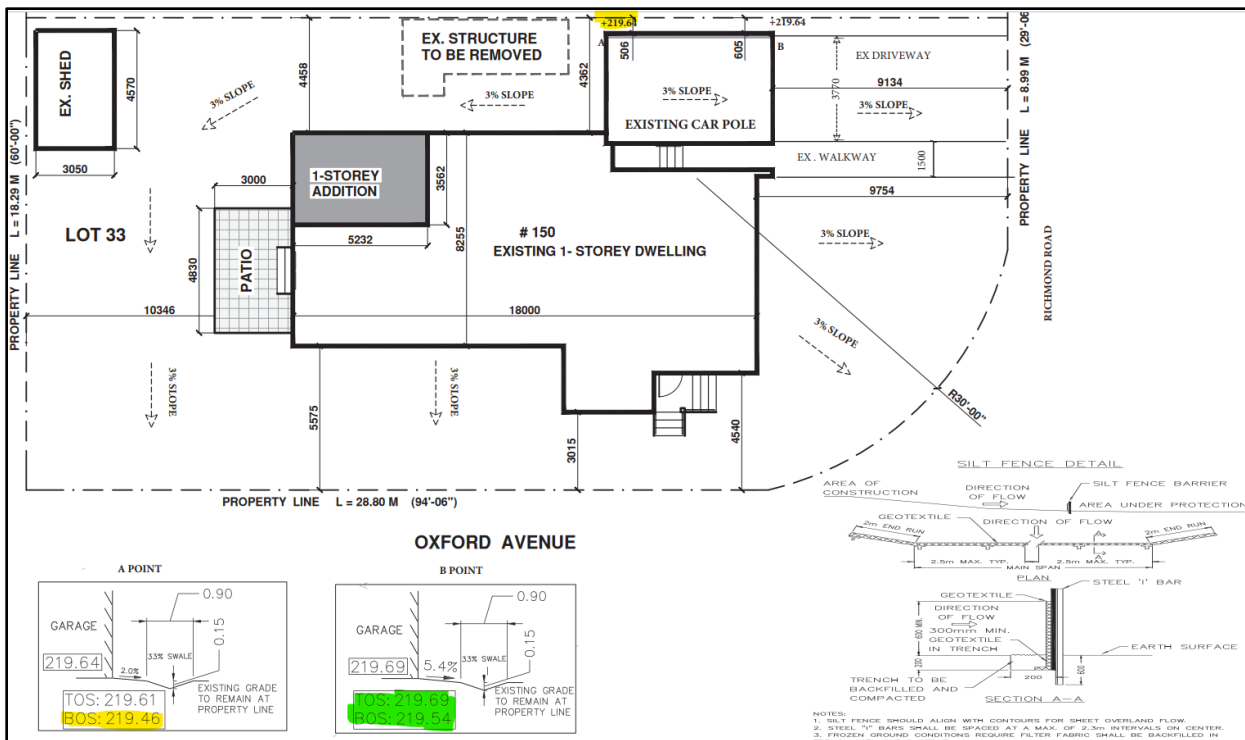 +219.61
+219.64
A
B
506
605
EX. STRUCTURE
TO BE REMOVED
EX. SHED
4570
3050
4458
4362
3% SLOPE
3% SLOPE
3% SLOPE
EXISTING CAR POLE
3770
EX DRIVEWAY
9134
3% SLOPE
EX . WALKWAY
1500
9754
PROPERTY LINE L = 18.29 M (60'-00")
PROPERTY LINE L = 8.99 M (29'-06
RICHMOND ROAD
1-STOREY
ADDITION
3562
5232
3000
4830
PATIO
LOT 33
8255
# 150
EXISTING 1- STOREY DWELLING
3% SLOPE
10346
18000
3% SLOPE
3% SLOPE
3% SLOPE
R30'-00"
5575
3015
4540
PROPERTY LINE L = 28.80 M (94'-06")
OXFORD AVENUE
A POINT
GARAGE
0.90
0.15
219.64
33% SWALE
2.0%
TOS: 219.61
BOS: 219.46
EXISTING GRADE
TO REMAIN AT
PROPERTY LINE
B POINT
GARAGE
0.90
0.15
219.69
5.4%
33% SWALE
TOS: 219.69
BOS: 219.54
EXISTING GRADE
TO REMAIN AT
PROPERTY LINE
SILT FENCE DETAIL
AREA OF
CONSTRUCTION
DIRECTION
OF FLOW
SILT FENCE BARRIER
AREA UNDER PROTECTION
GEOTEXTILE
DIRECTION OF FLOW
2m END RUN
2m END RUN
A
A
2.5m MAX. TYP.
2.5m MAX. TYP.
MAIN SPAN
PLAN
STEEL 'I' BAR
GEOTEXTILE
DIRECTION
OF FLOW
300mm MIN.
GEOTEXTILE
IN TRENCH
600 MIN.
200
EARTH SURFACE
600
200
TRENCH TO BE
BACKFILLED AND
COMPACTED
SECTION A-A
NOTES:
1. SILT FENCE SHOULD ALIGN WITH CONTOURS FOR SHEET OVERLAND FLOW.
2. STEEL "I" BARS SHALL BE SPACED AT A MAX. OF 2.3m INTERVALS ON CENTER.
3. FROZEN GROUND CONDITIONS REQUIRE FILTER FABRIC SHALL BE BACKFILLED IN